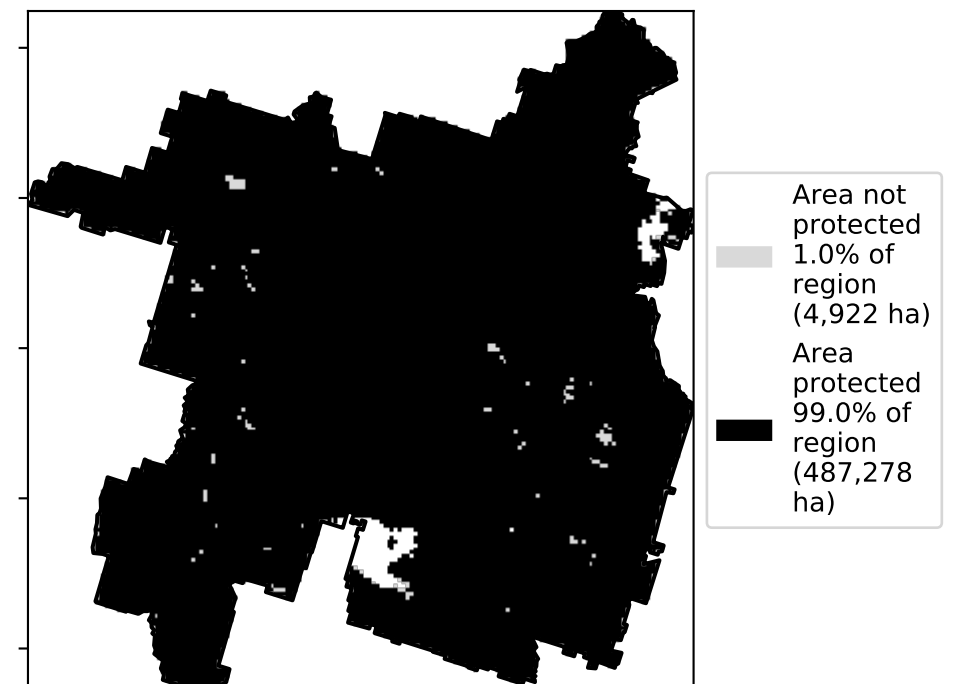 Area not
protected
1.0% of
region
(4,922 ha)
Area
protected
99.0% of
region
(487,278
ha)